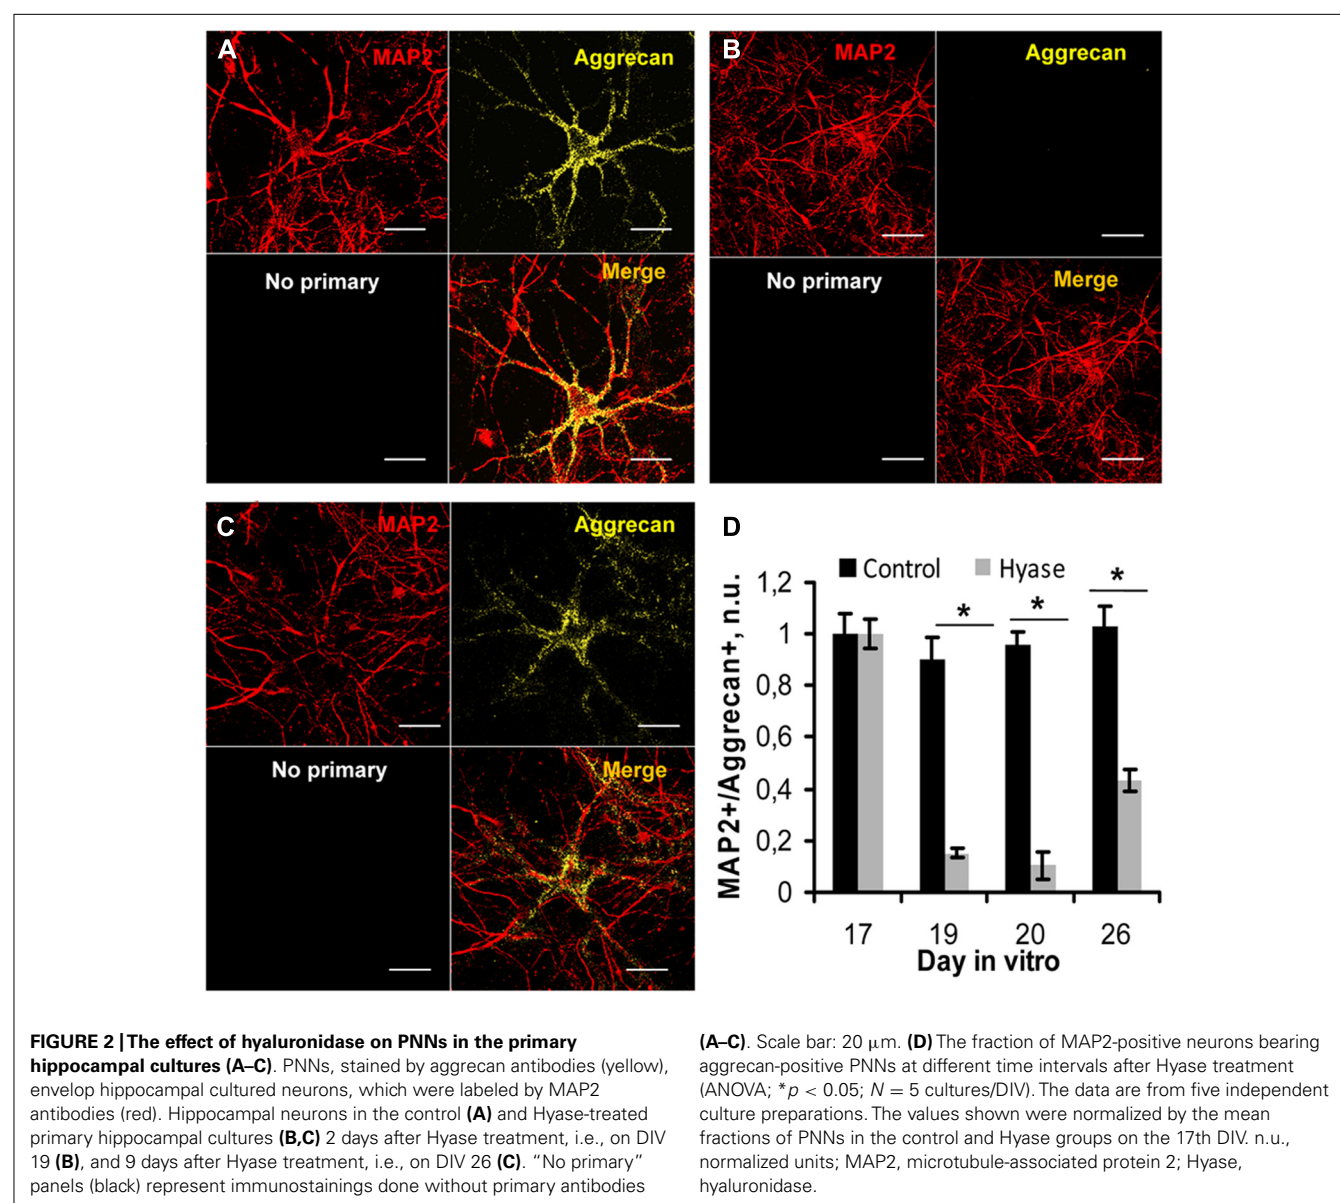 A
MAP2
Aggrecan
No primary
Merge
B
MAP2
Aggrecan
No primary
Merge
C
MAP2
Aggrecan
No primary
Merge
D
Control Hyase
MAP2+/Aggrecan+, n.u.
1,2
1
0,8
0,6
0,4
0,2
0
* * *
17 19 20 26
Day in vitro
FIGURE 2 | The effect of hyaluronidase on PNNs in the primary
hippocampal cultures (A–C). PNNs, stained by aggrecan antibodies (yellow),
envelop hippocampal cultured neurons, which were labeled by MAP2
antibodies (red). Hippocampal neurons in the control (A) and Hyase-treated
primary hippocampal cultures (B,C) 2 days after Hyase treatment, i.e., on DIV
19 (B), and 9 days after Hyase treatment, i.e., on DIV 26 (C). “No primary”
panels (black) represent immunostainings done without primary antibodies
(A–C). Scale bar: 20 μm. (D) The fraction of MAP2-positive neurons bearing
aggrecan-positive PNNs at different time intervals after Hyase treatment
(ANOVA; *p < 0.05; N = 5 cultures/DIV). The data are from five independent
culture preparations. The values shown were normalized by the mean
fractions of PNNs in the control and Hyase groups on the 17th DIV. n.u.,
normalized units; MAP2, microtubule-associated protein 2; Hyase,
hyaluronidase.